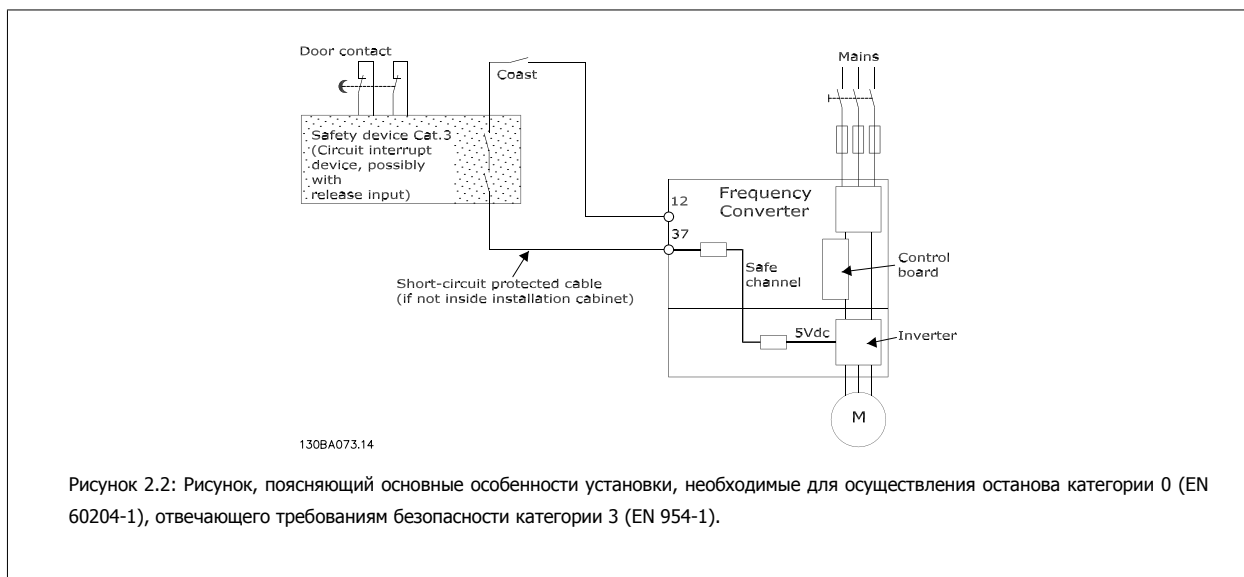 Door contact
Coast
Mains
Safety device Cat.3
(Circuit interrupt
device, possibly
with
release input)
12
37
Frequency
Converter
Safe
channel
Control
board
Short-circuit protected cable
(if not inside installation cabinet)
5Vdc
Inverter
M
130BA073.14
Рисунок 2.2: Рисунок, поясняющий основные особенности установки, необходимые для осуществления останова категории 0 (EN
60204-1), отвечающего требованиям безопасности категории 3 (EN 954-1).